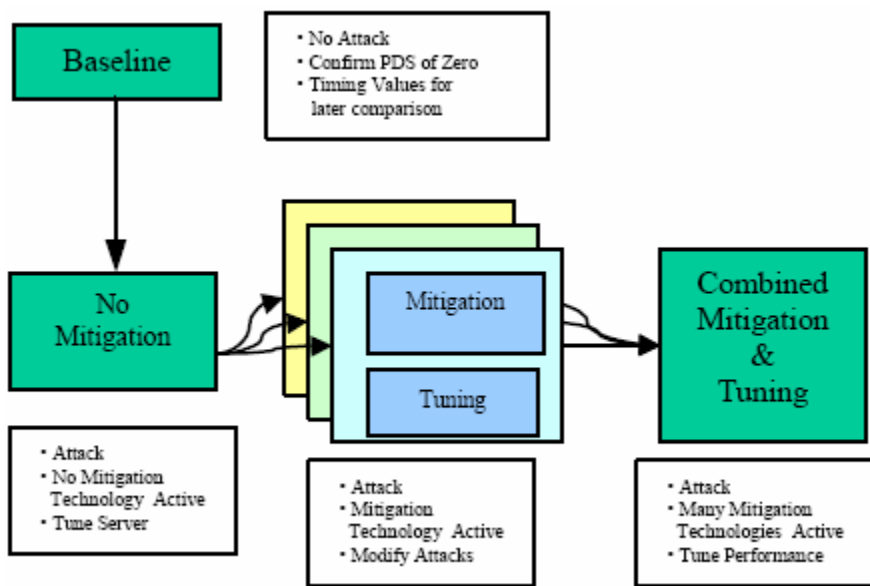 Baseline
• No Attack
• Confirm PDS of Zero
• Timing Values for
later comparison
No
Mitigation
Mitigation
Tuning
Combined
Mitigation
&
Tuning
• Attack
• No Mitigation
Technology Active
• Tune Server
• Attack
• Mitigation
Technology Active
• Modify Attacks
• Attack
• Many Mitigation
Technologies Active
• Tune Performance